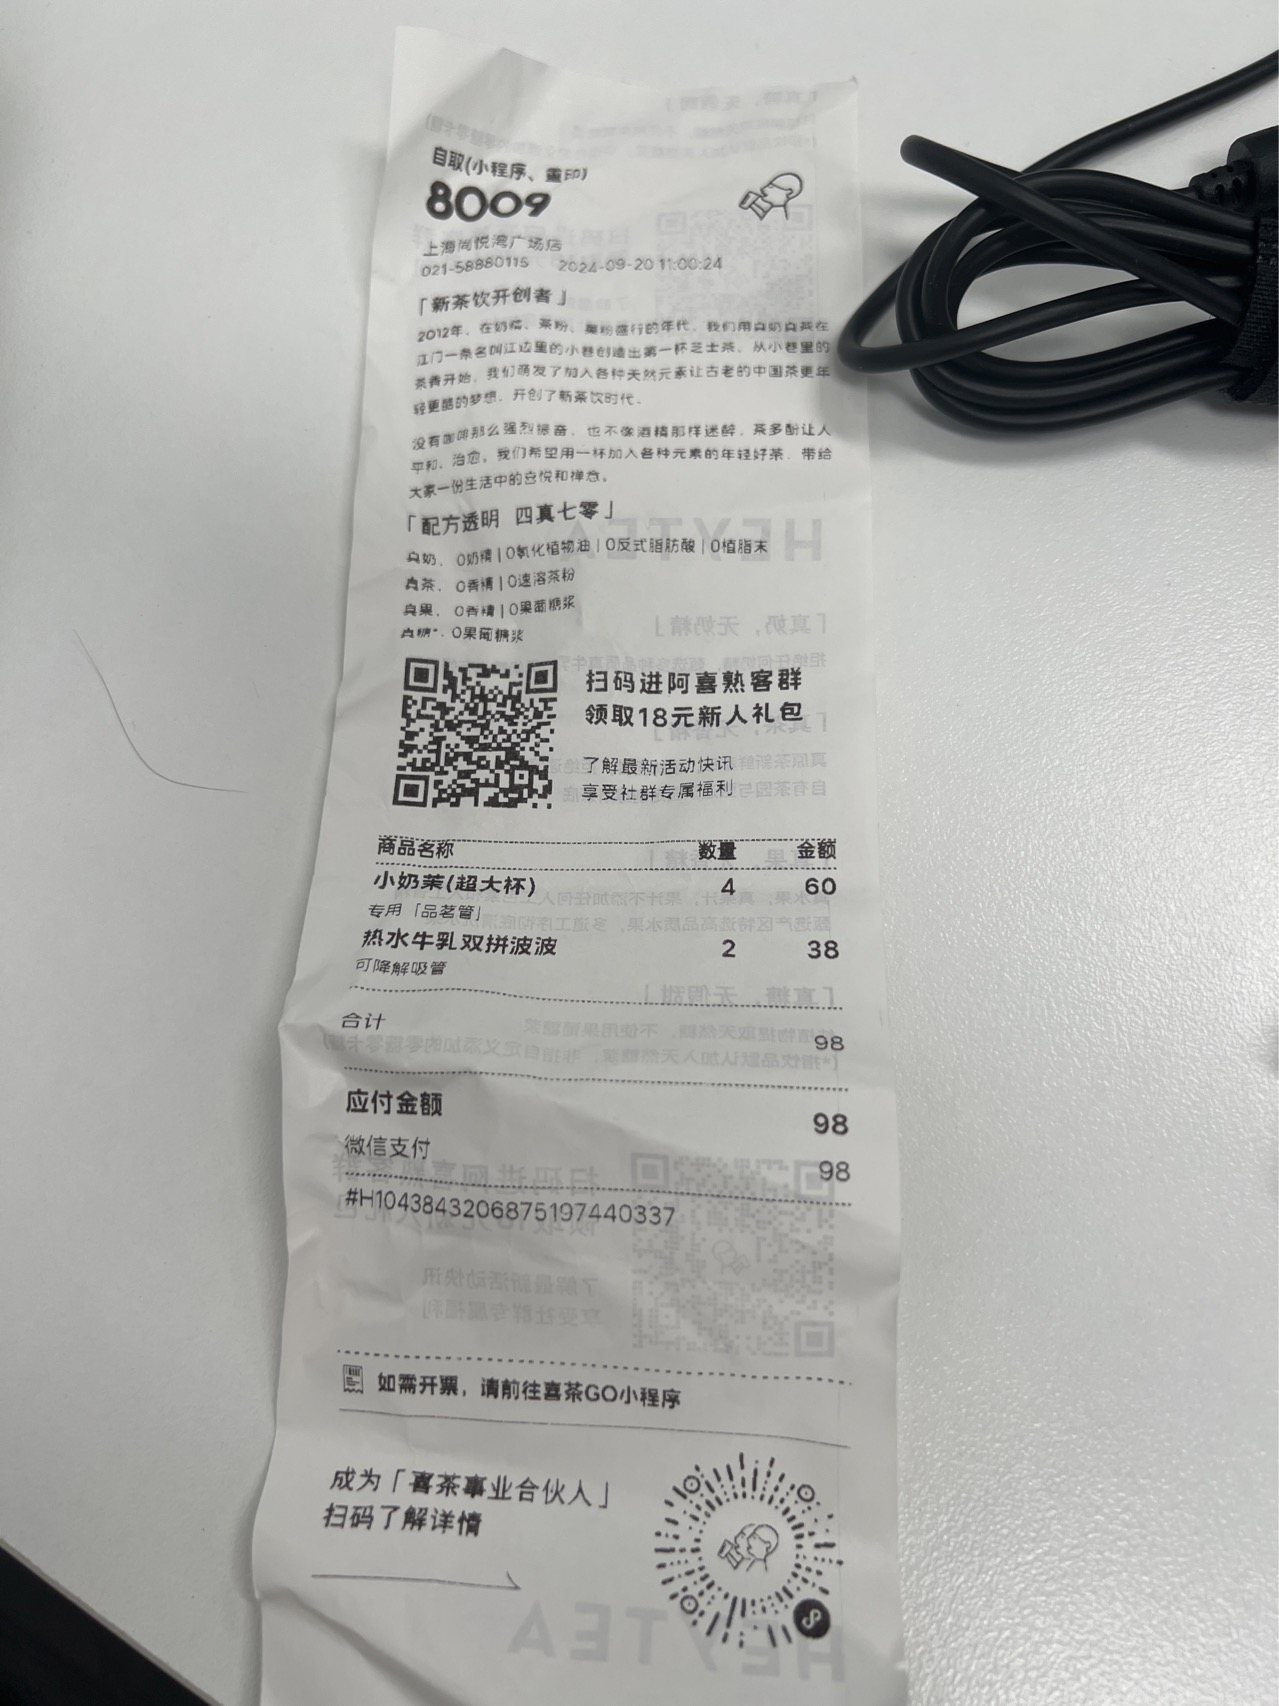 自取(小程序、重印)
8009
上海尚悦湾广场店
021-58880115 2024-09-20 11:00:24
「新茶饮开创者」
2012年，在奶精、茶粉、果粉盛行的年代，我们用真奶真茶在
江门一条名叫江边里的小巷创造出第一杯芝士茶。从小巷里的
茶香开始，我们萌发了加入各种天然元素让古老的中国茶更年
轻更酷的梦想，开创了新茶饮时代。
没有咖啡那么强烈振奋，也不像酒精那样迷醉，茶多酚让人
平和、治愈。我们希望用一杯加入各种元素的年轻好茶，带给
大家一份生活中的喜悦和禅意。
「配方透明 四真七零」
真奶，0奶精 | 0氢化植物油 | 0反式脂肪酸 | 0植脂末
真茶，0香精 | 0速溶茶粉
真果，0香精 | 0果葡糖浆
真糖*，0果葡糖浆
扫码进阿喜熟客群
领取18元新人礼包
了解最新活动快讯
享受社群专属福利
商品名称 数量 金额
小奶茉(超大杯) 4 60
专用「品茗管」
热水牛乳双拼波波 2 38
可降解吸管
合计 98
应付金额 98
微信支付 98
#H10438432068751974​40337
如需开票，请前往喜茶GO小程序
成为「喜茶事业合伙人」
扫码了解详情
HEYTEA